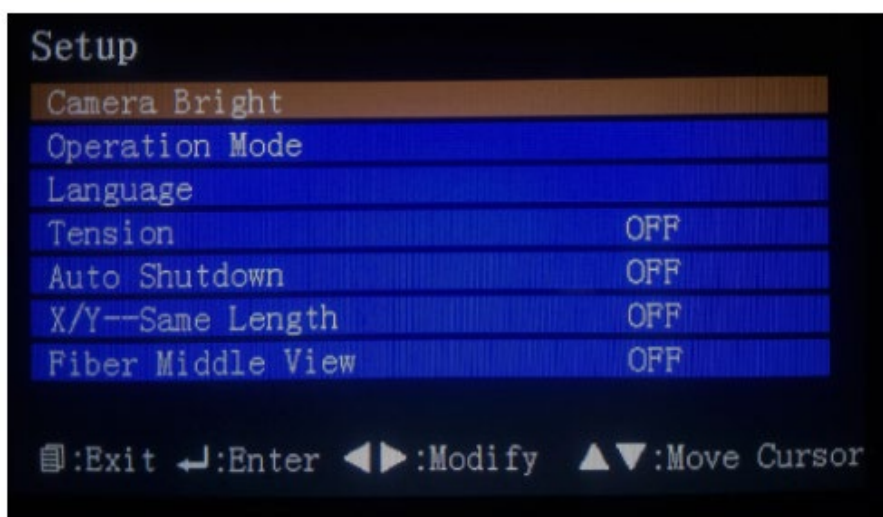 Setup
Camera Bright
Operation Mode
Language
Tension OFF
Auto Shutdown OFF
X/Y--Same Length OFF
Fiber Middle View OFF
:Exit ↵:Enter ◀▶:Modify ▲▼:Move Cursor